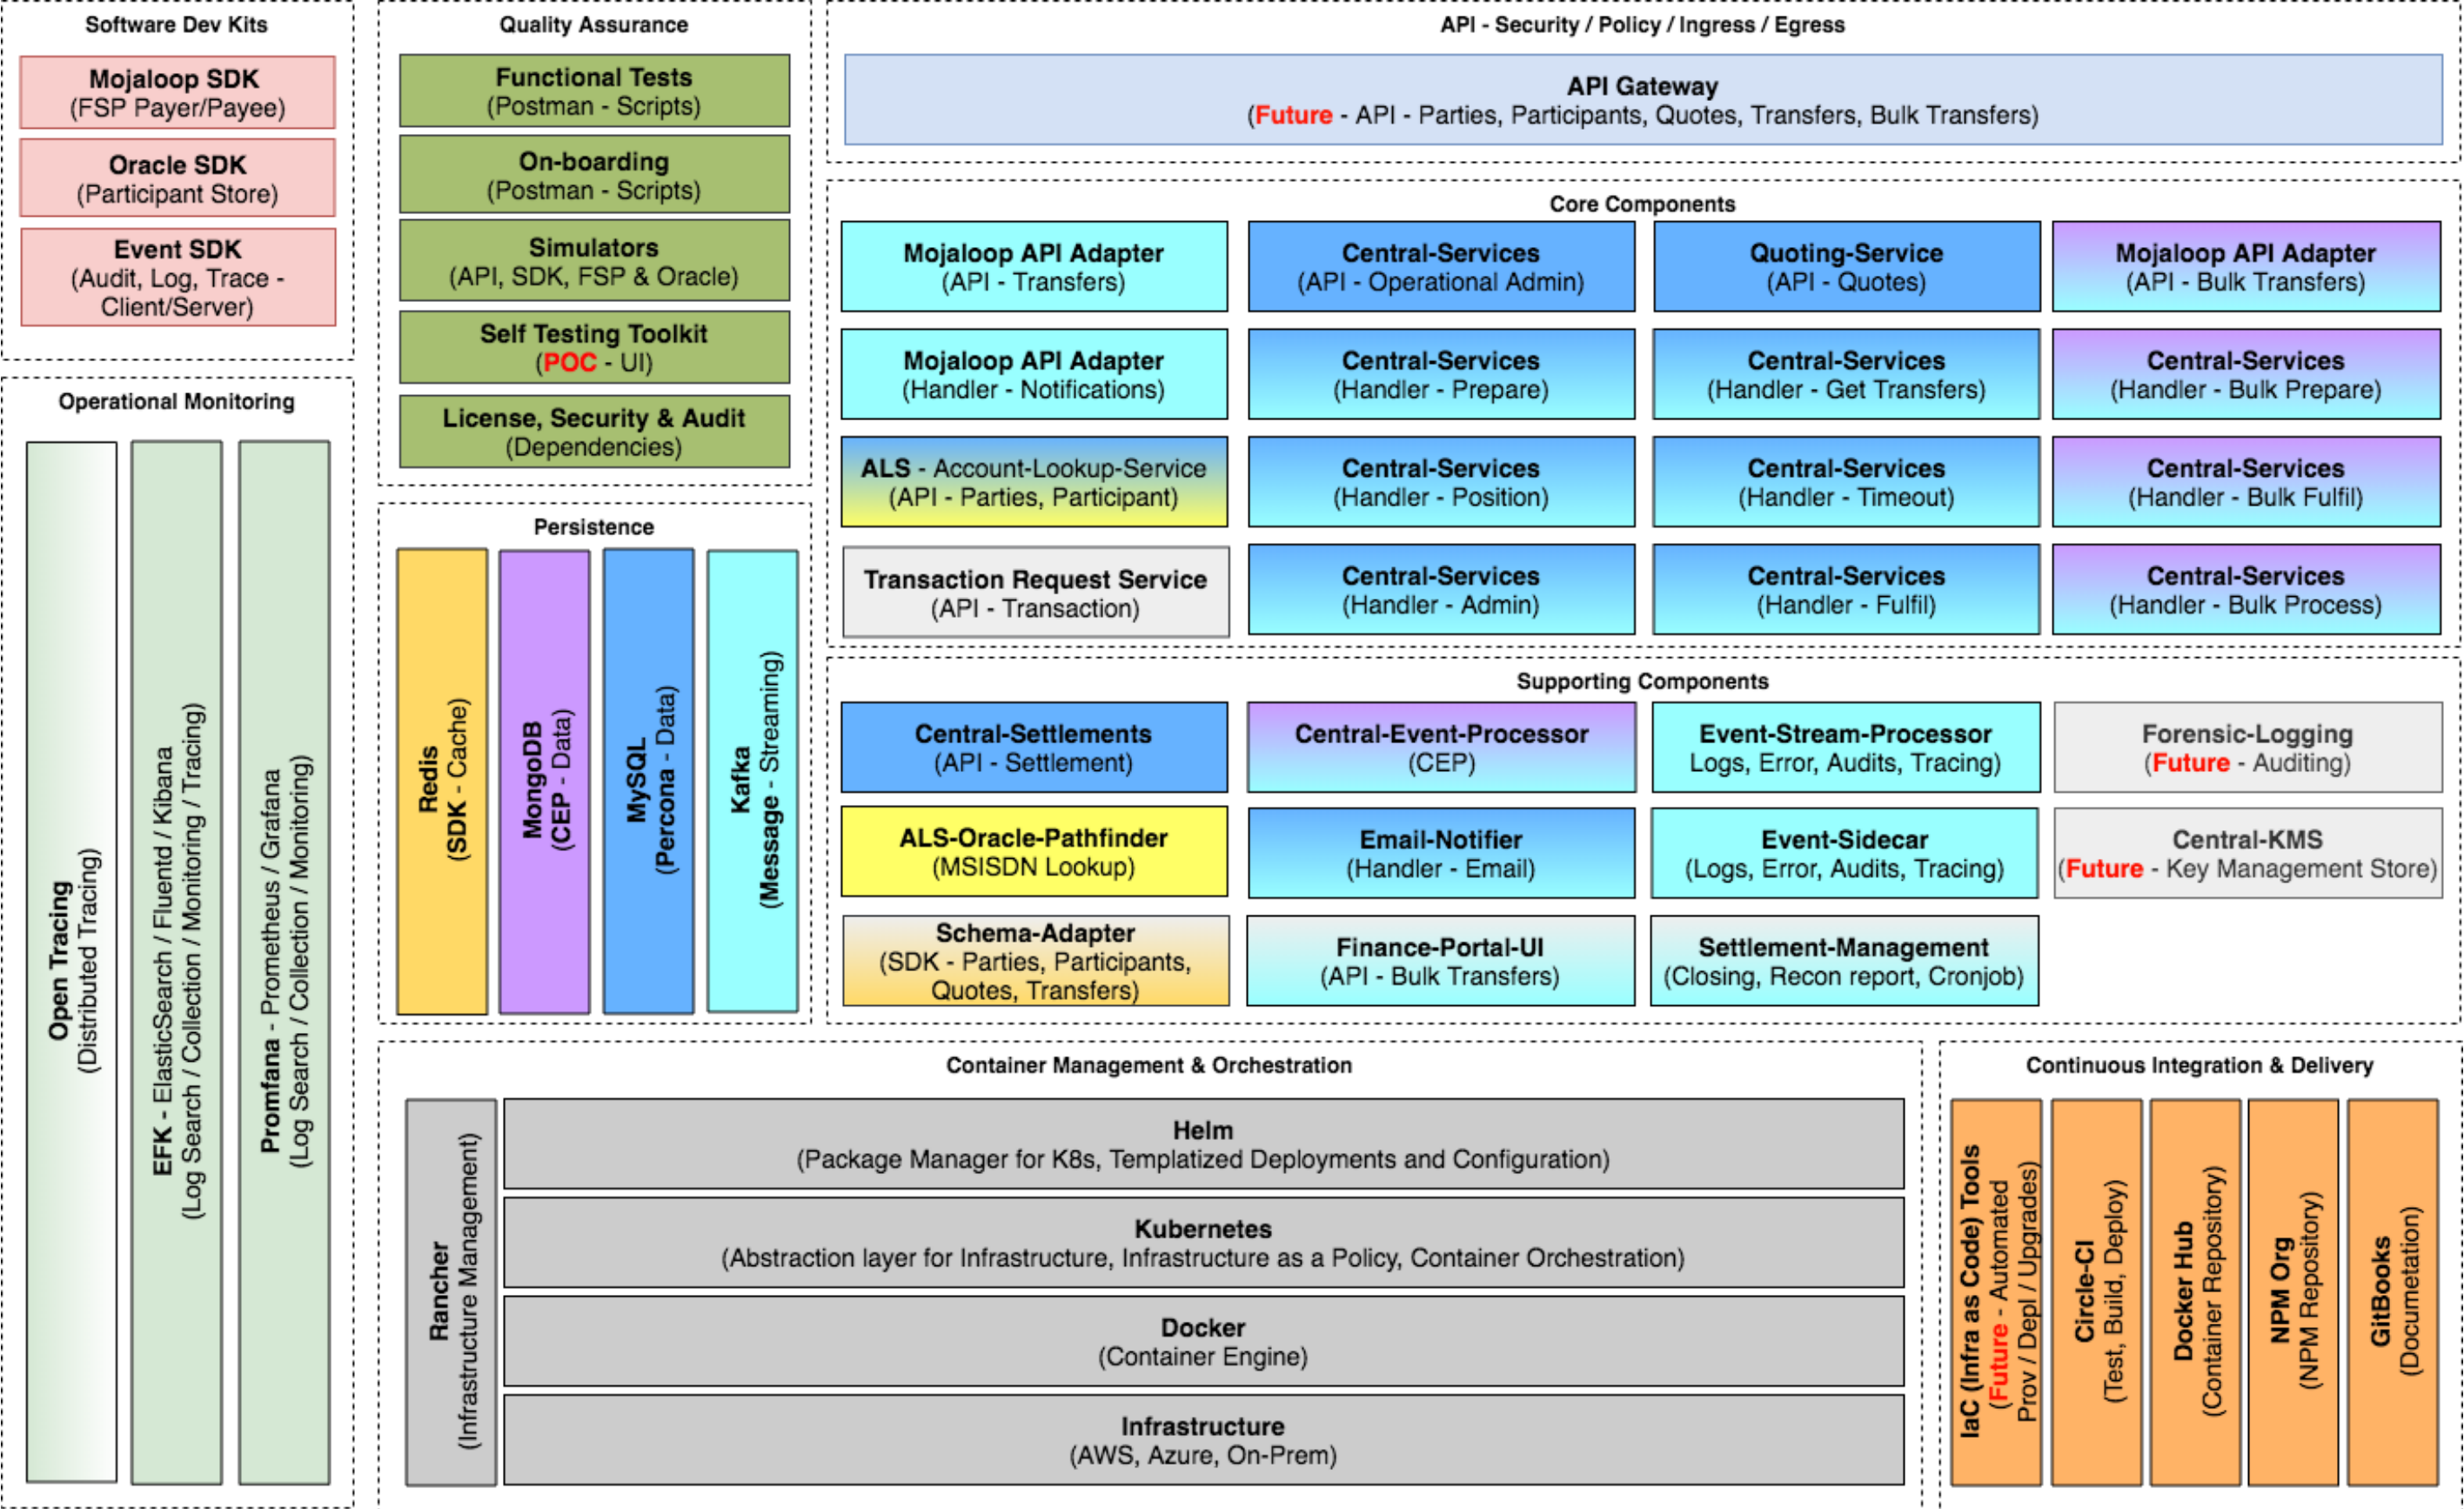 Software Dev Kits
Mojaloop SDK
(FSP Payer/Payee)
Oracle SDK
(Participant Store)
Event SDK
(Audit, Log, Trace -
Client/Server)
Operational Monitoring
Open Tracing
(Distributed Tracing)
EFK - ElasticSearch / Fluentd / Kibana
(Log Search / Collection / Monitoring / Tracing)
Promfana - Prometheus / Grafana
(Log Search / Collection / Monitoring)
Quality Assurance
Functional Tests
(Postman - Scripts)
On-boarding
(Postman - Scripts)
Simulators
(API, SDK, FSP & Oracle)
Self Testing Toolkit
(POC - UI)
License, Security & Audit
(Dependencies)
Persistence
Redis
(SDK - Cache)
MongoDB
(CEP - Data)
MySQL
(Percona - Data)
Kafka
(Message - Streaming)
API - Security / Policy / Ingress / Egress
API Gateway
(Future - API - Parties, Participants, Quotes, Transfers, Bulk Transfers)
Core Components
Mojaloop API Adapter
(API - Transfers)
Central-Services
(API - Operational Admin)
Quoting-Service
(API - Quotes)
Mojaloop API Adapter
(API - Bulk Transfers)
Mojaloop API Adapter
(Handler - Notifications)
Central-Services
(Handler - Prepare)
Central-Services
(Handler - Get Transfers)
Central-Services
(Handler - Bulk Prepare)
ALS - Account-Lookup-Service
(API - Parties, Participant)
Central-Services
(Handler - Position)
Central-Services
(Handler - Timeout)
Central-Services
(Handler - Bulk Fulfil)
Transaction Request Service
(API - Transaction)
Central-Services
(Handler - Admin)
Central-Services
(Handler - Fulfil)
Central-Services
(Handler - Bulk Process)
Supporting Components
Central-Settlements
(API - Settlement)
Central-Event-Processor
(CEP)
Event-Stream-Processor
Logs, Error, Audits, Tracing)
Forensic-Logging
(Future - Auditing)
ALS-Oracle-Pathfinder
(MSISDN Lookup)
Email-Notifier
(Handler - Email)
Event-Sidecar
(Logs, Error, Audits, Tracing)
Central-KMS
(Future - Key Management Store)
Schema-Adapter
(SDK - Parties, Participants,
Quotes, Transfers)
Finance-Portal-UI
(API - Bulk Transfers)
Settlement-Management
(Closing, Recon report, Cronjob)
Container Management & Orchestration
Rancher
(Infrastructure Management)
Helm
(Package Manager for K8s, Templatized Deployments and Configuration)
Kubernetes
(Abstraction layer for Infrastructure, Infrastructure as a Policy, Container Orchestration)
Docker
(Container Engine)
Infrastructure
(AWS, Azure, On-Prem)
Continuous Integration & Delivery
IaC (Infra as Code) Tools
(Future - Automated
Prov / Depl / Upgrades)
Circle-CI
(Test, Build, Deploy)
Docker Hub
(Container Repository)
NPM Org
(NPM Repository)
GitBooks
(Documetation)